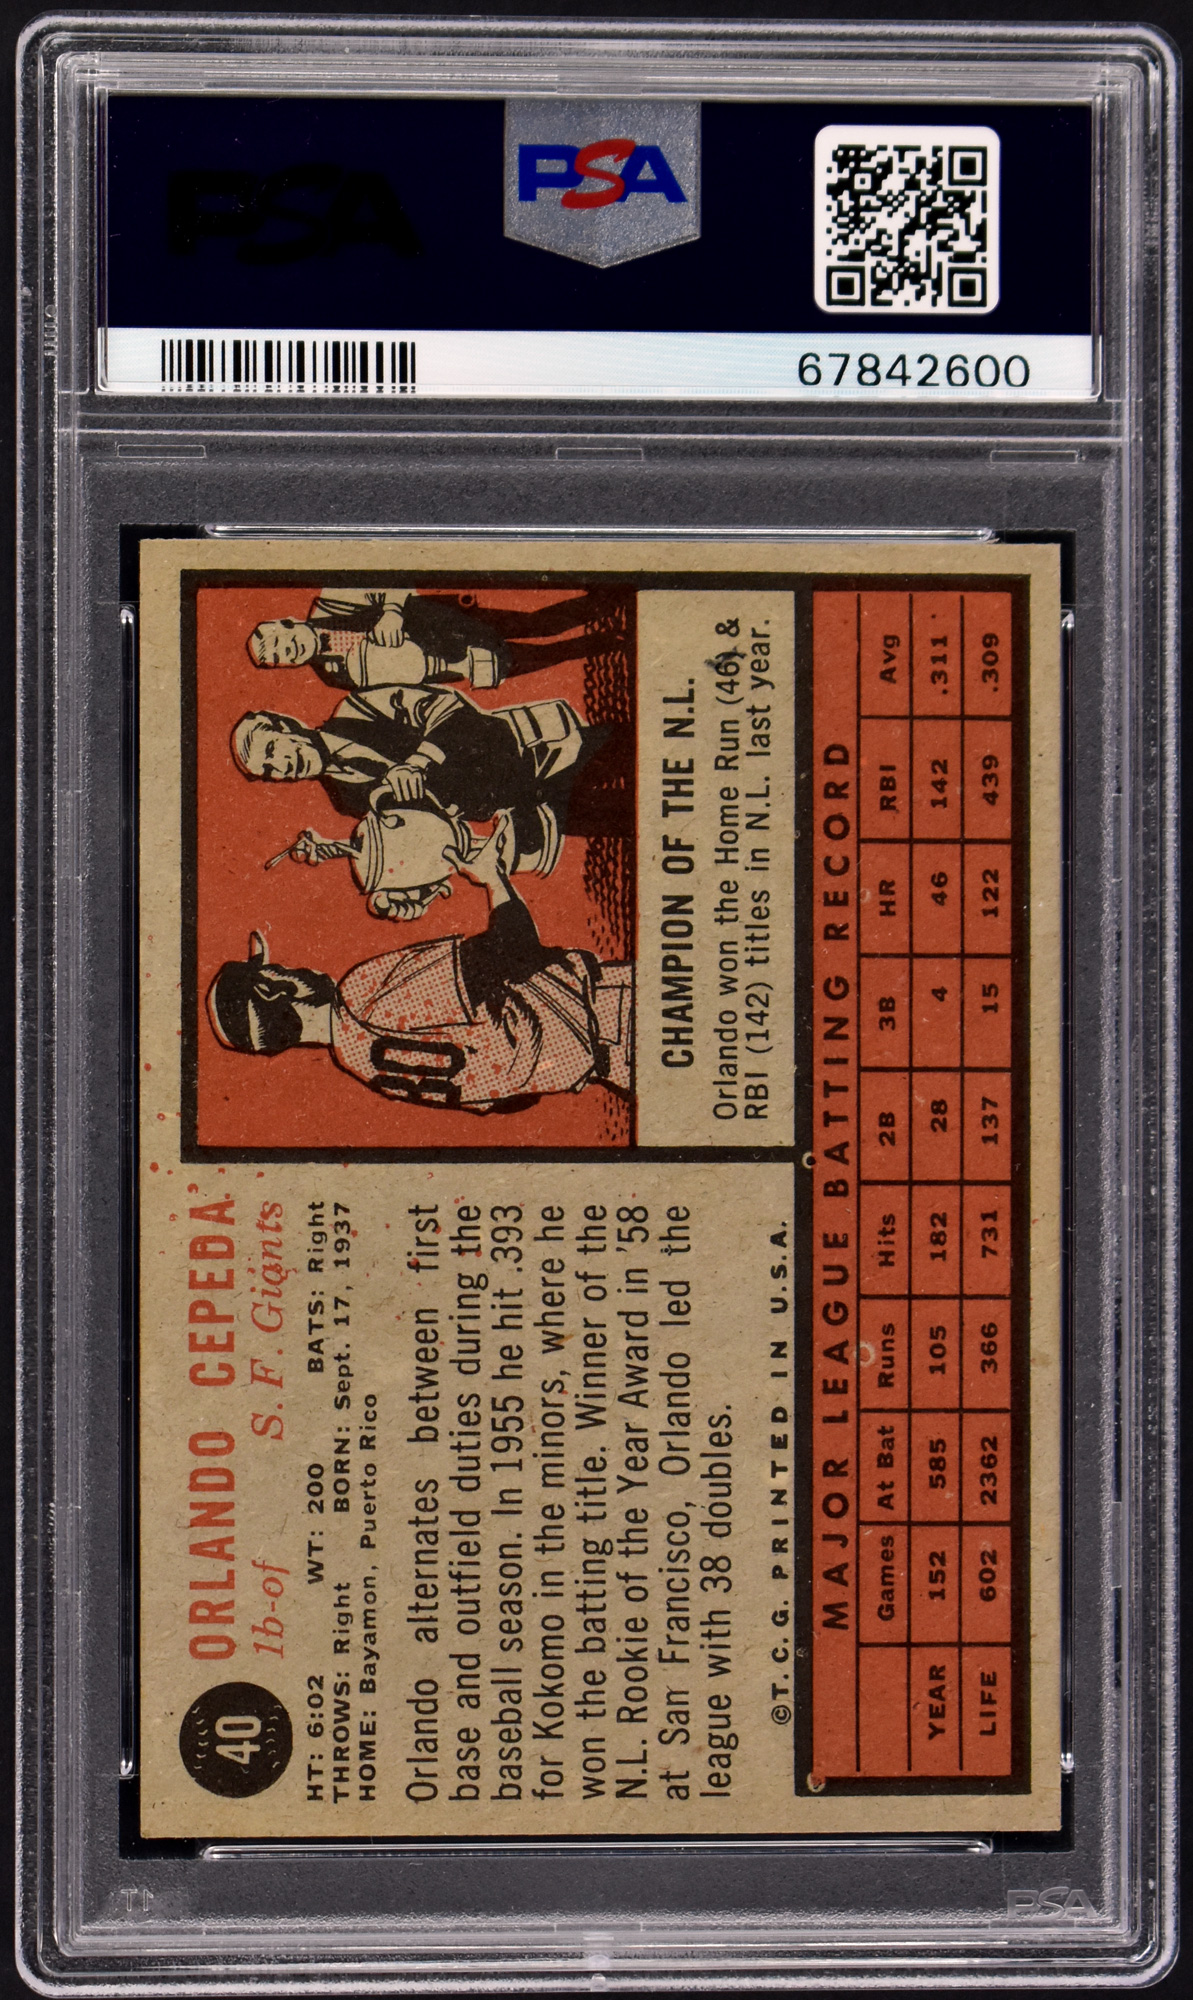 PSA
PSA
67842600
40
ORLANDO CEPEDA
1b-of S. F. Giants
HT: 6:02 WT: 200 BATS: Right
THROWS: Right BORN: Sept. 17, 1937
HOME: Bayamon, Puerto Rico
Orlando alternates between first
base and outfield duties during the
baseball season. In 1955 he hit .393
for Kokomo in the minors, where he
won the batting title. Winner of the
N.L. Rookie of the Year Award in '58
at San Francisco, Orlando led the
league with 38 doubles.
©T. C. G. PRINTED IN U.S.A.
30
CHAMPION OF THE N.L.
Orlando won the Home Run (46) &
RBI (142) titles in N.L. last year.
MAJOR LEAGUE BATTING RECORD
Games At Bat Runs Hits 2B 3B HR RBI Avg
YEAR 152 585 105 182 28 4 46 142 .311
LIFE 602 2362 366 731 137 15 122 439 .309
PSA